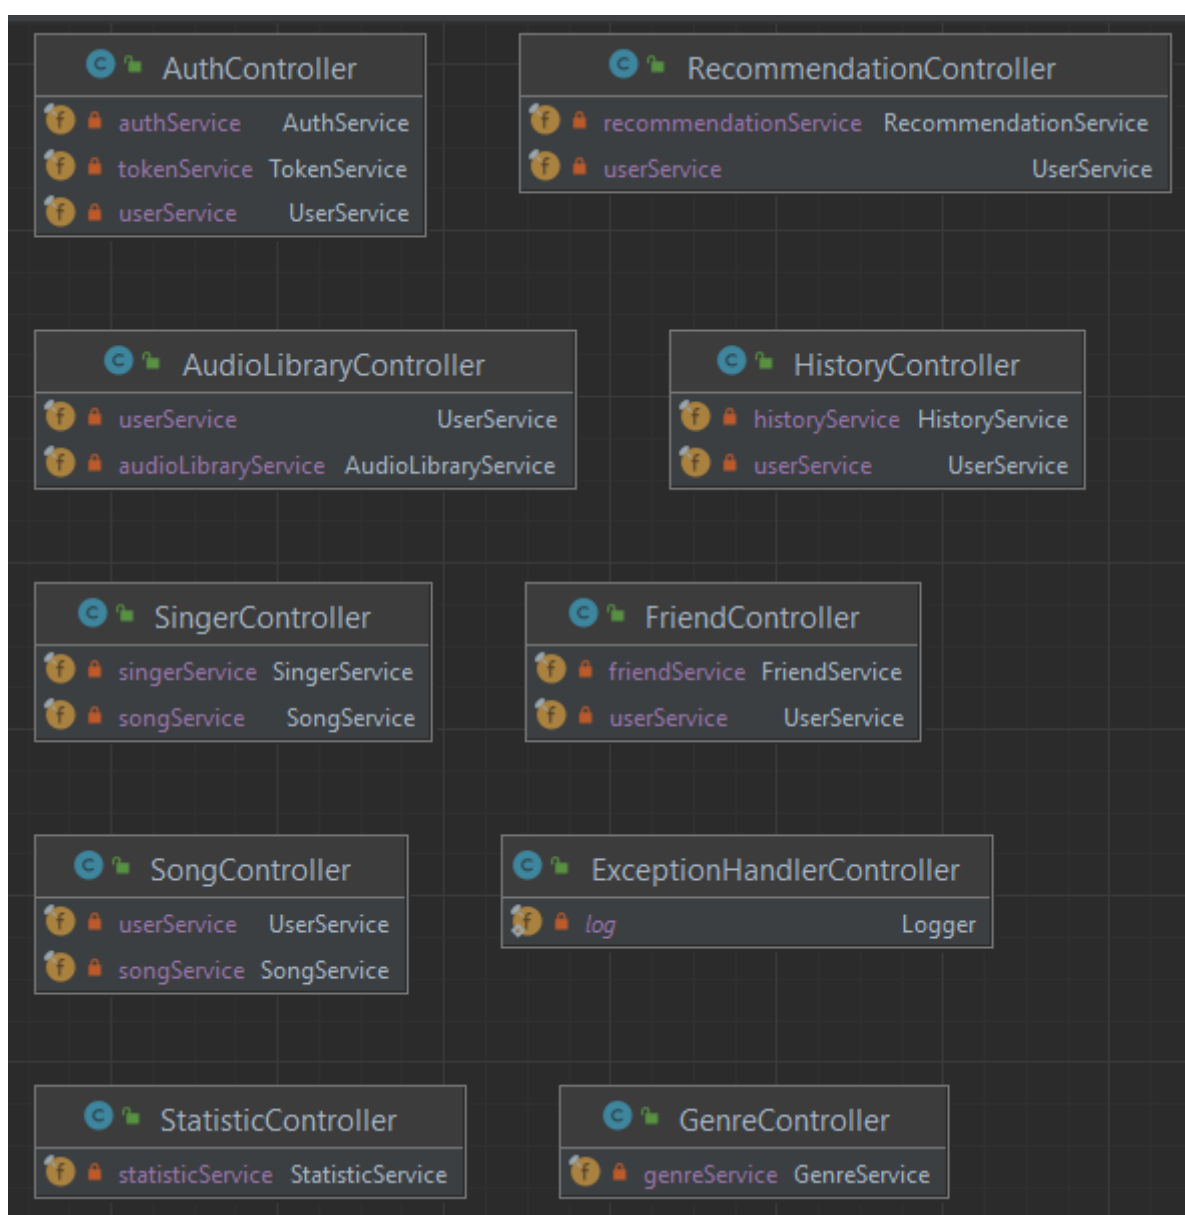 AuthController
authService AuthService
tokenService TokenService
userService UserService
RecommendationController
recommendationService RecommendationService
userService UserService
AudioLibraryController
userService UserService
audioLibraryService AudioLibraryService
HistoryController
historyService HistoryService
userService UserService
SingerController
singerService SingerService
songService SongService
FriendController
friendService FriendService
userService UserService
SongController
userService UserService
songService SongService
ExceptionHandlerController
log Logger
StatisticController
statisticService StatisticService
GenreController
genreService GenreService